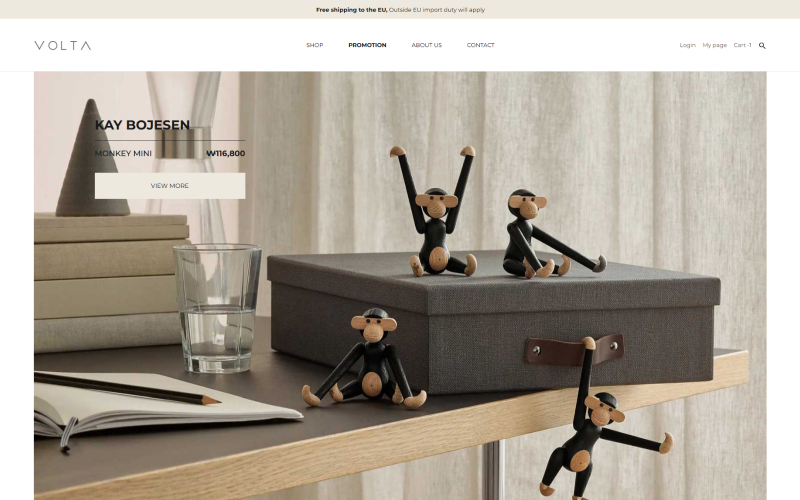 Free shipping to the EU, Outside EU import duty will apply
VOLTA
SHOP
PROMOTION
ABOUT US
CONTACT
Login
My page
Cart -1
KAY BOJESEN
MONKEY MINI
₩116,800
VIEW MORE